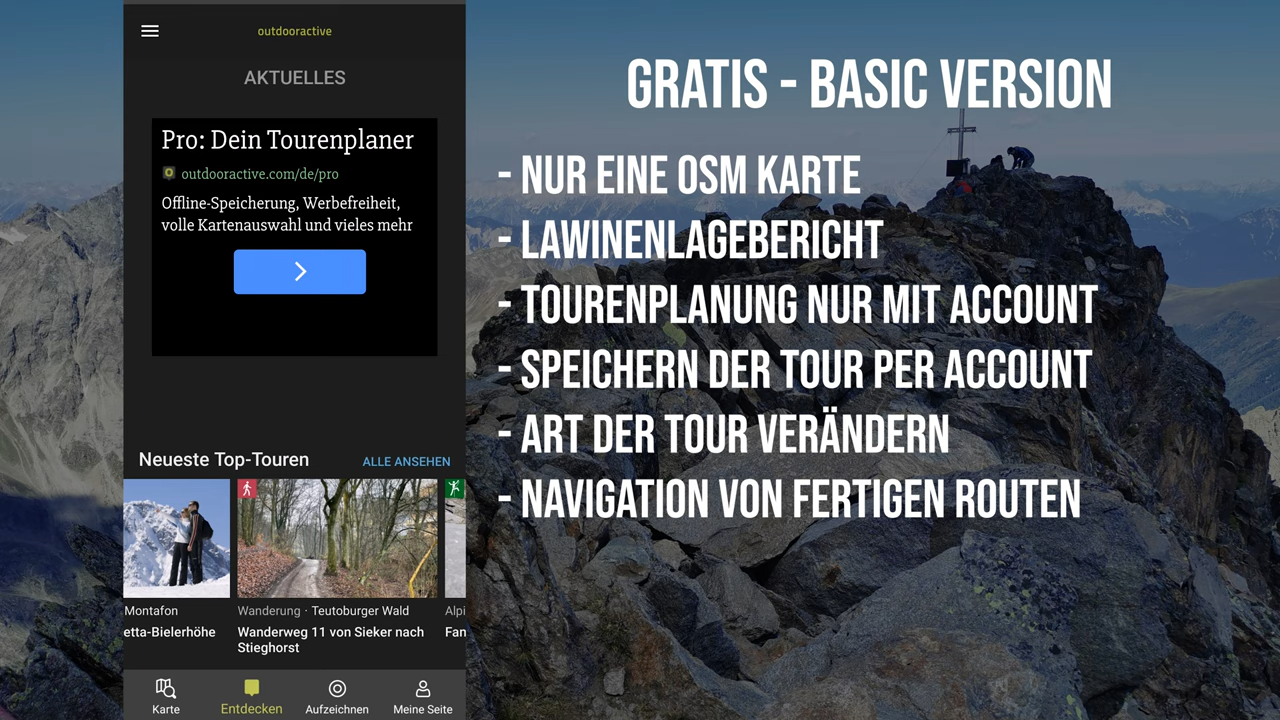 outdooractive
AKTUELLES
Pro: Dein Tourenplaner
outdooractive.com/de/pro
Offline-Speicherung, Werbefreiheit,
volle Kartenauswahl und vieles mehr
Neueste Top-Touren
ALLE ANSEHEN
Montafon
etta-Bielerhöhe
Wanderung · Teutoburger Wald
Wanderweg 11 von Sieker nach
Stieghorst
Alpi
Fan
Karte
Entdecken
Aufzeichnen
Meine Seite
GRATIS - BASIC VERSION
- NUR EINE OSM KARTE
- LAWINENLAGEBERICHT
- TOURENPLANUNG NUR MIT ACCOUNT
- SPEICHERN DER TOUR PER ACCOUNT
- ART DER TOUR VERÄNDERN
- NAVIGATION VON FERTIGEN ROUTEN